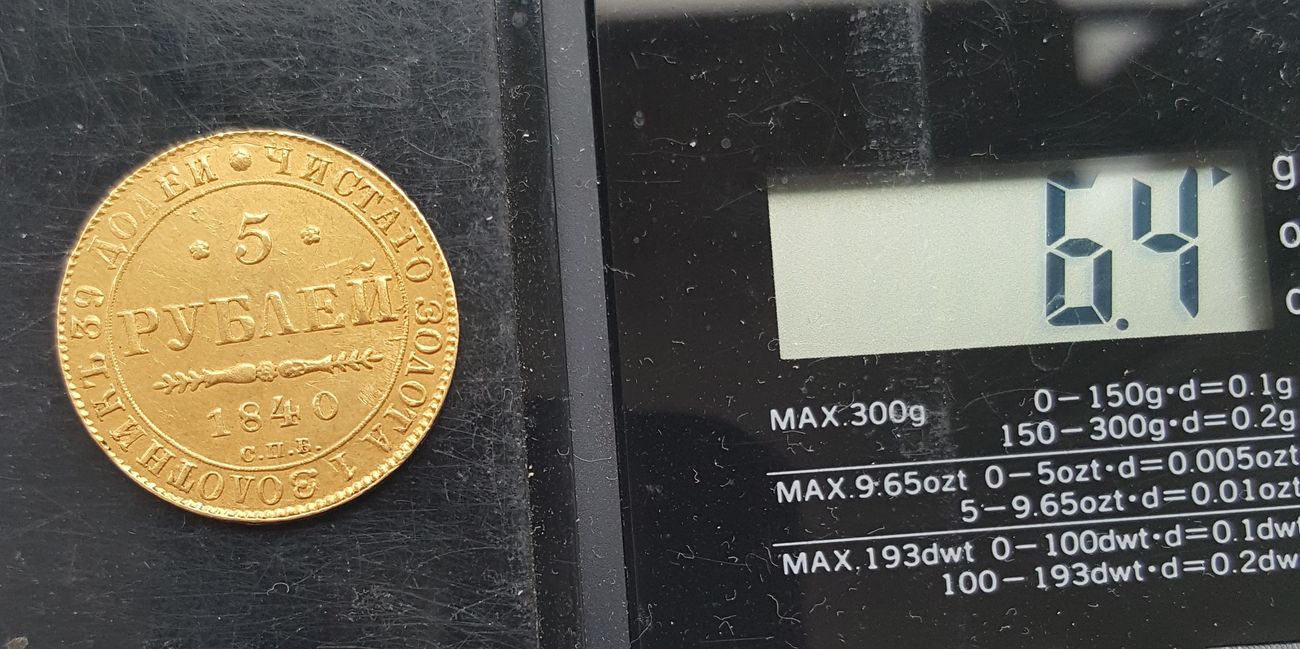 ЧИСТАГО ЗОЛОТА 1 ЗОЛОТНИКЪ 39 ДОЛЕЙ
5
РУБЛЕЙ
1840
С.П.Б.
6.4
g
MAX.300g 0-150g·d=0.1g
150-300g·d=0.2g
MAX.9.65ozt 0-5ozt·d=0.005ozt
5-9.65ozt·d=0.01ozt
MAX.193dwt 0-100dwt·d=0.1dwt
100-193dwt·d=0.2dw